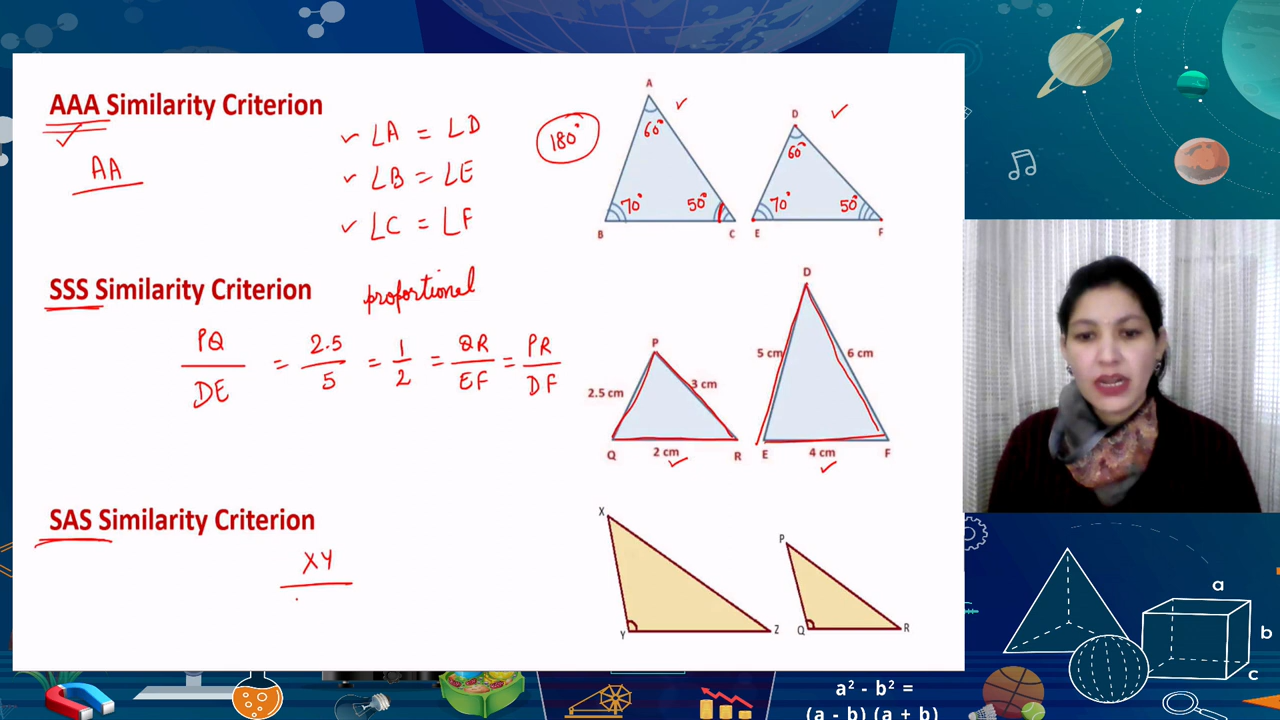 AAA Similarity Criterion
AA
∠A = ∠D
∠B = ∠E
∠C = ∠F
180°
A
60°
70°
50°
B
C
D
60°
70°
50°
E
F
SSS Similarity Criterion
proportional
PQ/DE = 2.5/5 = 1/2 = QR/EF = PR/DF
P
2.5 cm
3 cm
Q
2 cm
R
D
5 cm
6 cm
E
4 cm
F
SAS Similarity Criterion
XY
X
Y
Z
P
Q
R
a
b
c
a² - b² =
(a - b) (a + b)